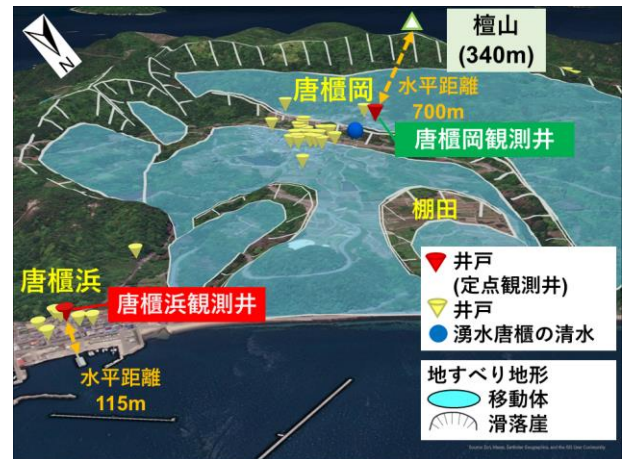 檀山
(340m)
唐櫃岡
水平距離
700m
唐櫃岡観測井
棚田
唐櫃浜
唐櫃浜観測井
水平距離
115m
井戸
(定点観測井)
井戸
湧水唐櫃の清水
地すべり地形
移動体
滑落崖
N